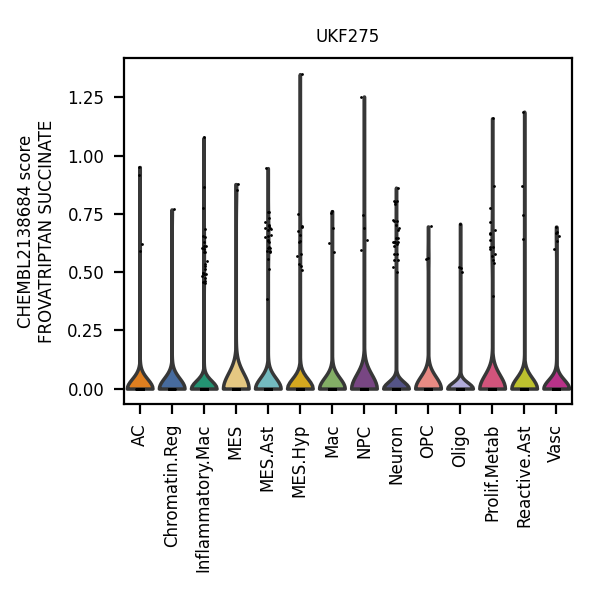 UKF275
CHEMBL2138684 score
FROVATRIPTAN SUCCINATE
1.25
1.00
0.75
0.50
0.25
0.00
AC
Chromatin.Reg
Inflammatory.Mac
MES
MES.Ast
MES.Hyp
Mac
NPC
Neuron
OPC
Oligo
Prolif.Metab
Reactive.Ast
Vasc